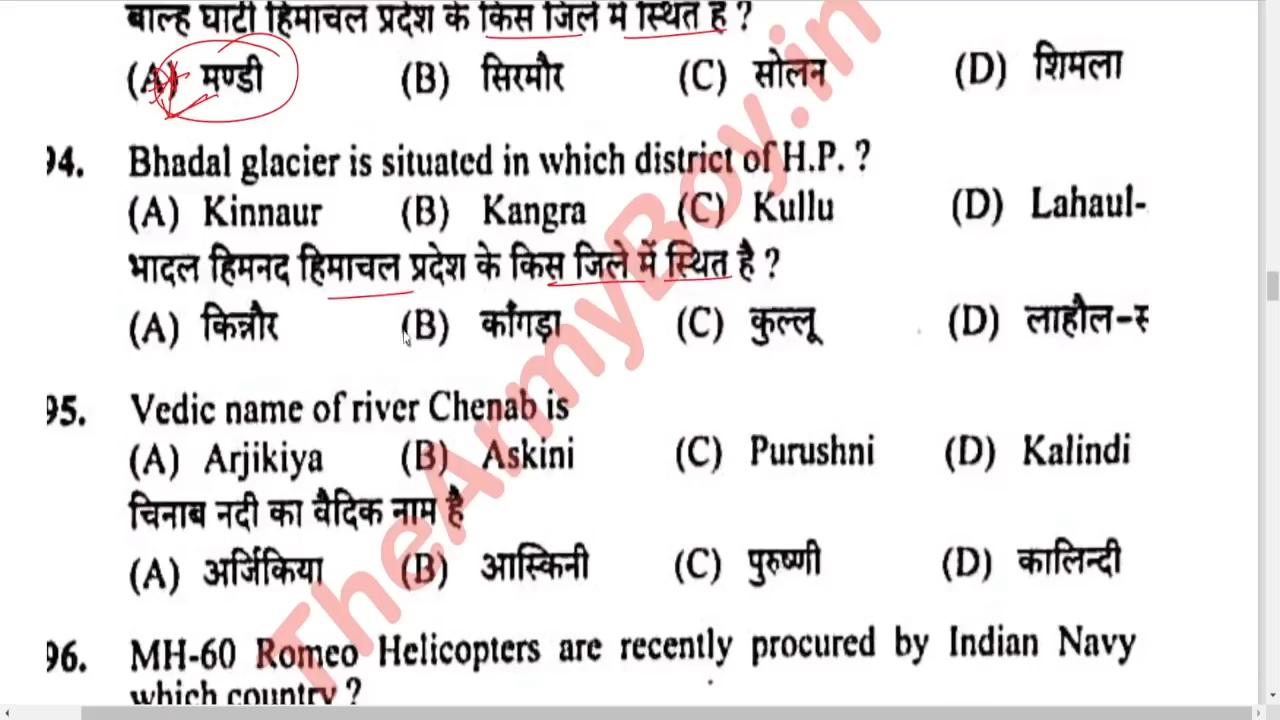 बाल्ह घाटी हिमाचल प्रदेश के किस जिले में स्थित है ?
(A) मण्डी (B) सिरमौर (C) सोलन (D) शिमला
94. Bhadal glacier is situated in which district of H.P. ?
(A) Kinnaur (B) Kangra (C) Kullu (D) Lahaul-
भादल हिमनद हिमाचल प्रदेश के किस जिले में स्थित है ?
(A) किन्नौर (B) काँगड़ा (C) कुल्लू (D) लाहौल-
95. Vedic name of river Chenab is
(A) Arjikiya (B) Askini (C) Purushni (D) Kalindi
चिनाब नदी का वैदिक नाम है
(A) अर्जिकिया (B) आस्किनी (C) पुरुष्णी (D) कालिन्दी
96. MH-60 Romeo Helicopters are recently procured by Indian Navy
which country ?
TheArmyBoy.in